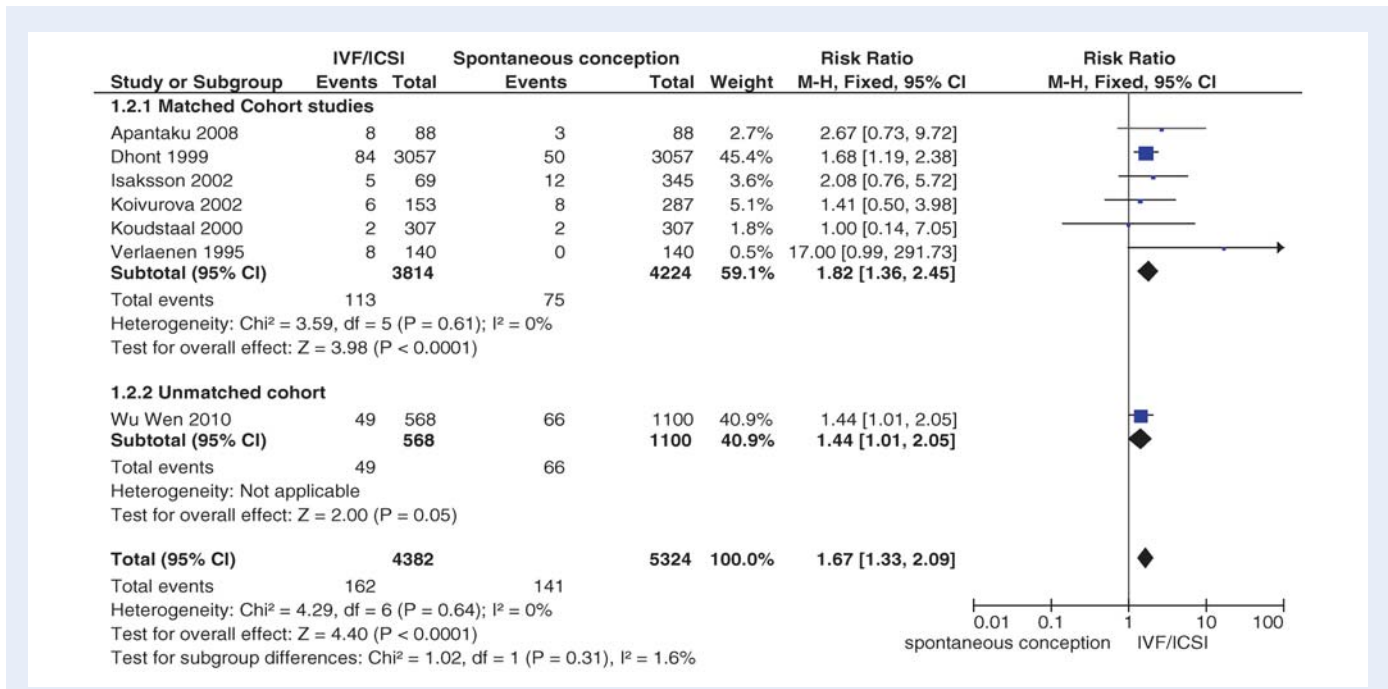 IVF/ICSI Spontaneous conception Risk Ratio Risk Ratio
Study or Subgroup Events Total Events Total Weight M-H, Fixed, 95% CI M-H, Fixed, 95% CI
1.2.1 Matched Cohort studies
Apantaku 2008 8 88 3 88 2.7% 2.67 [0.73, 9.72]
Dhont 1999 84 3057 50 3057 45.4% 1.68 [1.19, 2.38]
Isaksson 2002 5 69 12 345 3.6% 2.08 [0.76, 5.72]
Koivurova 2002 6 153 8 287 5.1% 1.41 [0.50, 3.98]
Koudstaal 2000 2 307 2 307 1.8% 1.00 [0.14, 7.05]
Verlaenen 1995 8 140 0 140 0.5% 17.00 [0.99, 291.73]
Subtotal (95% CI) 3814 4224 59.1% 1.82 [1.36, 2.45]
Total events 113 75
Heterogeneity: Chi² = 3.59, df = 5 (P = 0.61); I² = 0%
Test for overall effect: Z = 3.98 (P < 0.0001)
1.2.2 Unmatched cohort
Wu Wen 2010 49 568 66 1100 40.9% 1.44 [1.01, 2.05]
Subtotal (95% CI) 568 1100 40.9% 1.44 [1.01, 2.05]
Total events 49 66
Heterogeneity: Not applicable
Test for overall effect: Z = 2.00 (P = 0.05)
Total (95% CI) 4382 5324 100.0% 1.67 [1.33, 2.09]
Total events 162 141
Heterogeneity: Chi² = 4.29, df = 6 (P = 0.64); I² = 0%
Test for overall effect: Z = 4.40 (P < 0.0001)
Test for subgroup differences: Chi² = 1.02, df = 1 (P = 0.31), I² = 1.6%
0.01 0.1 1 10 100
spontaneous conception IVF/ICSI